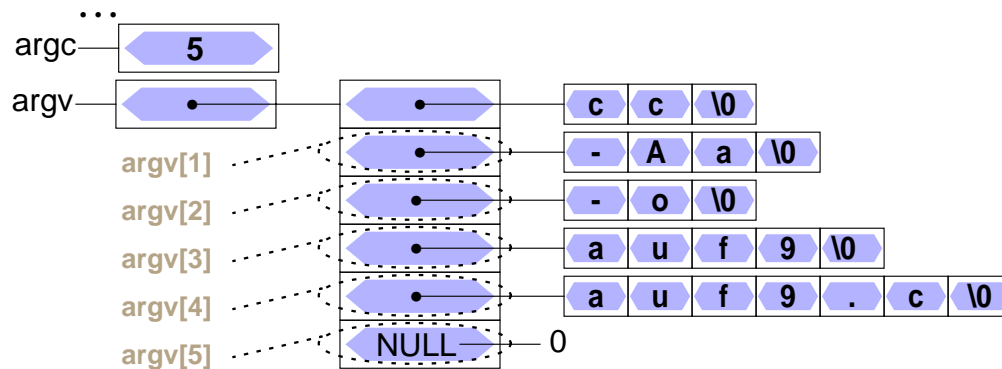 ...
argc 5
argv c c \0
argv[1] - A a \0
argv[2] - o \0
argv[3] a u f 9 \0
argv[4] a u f 9 . c \0
argv[5] NULL 0